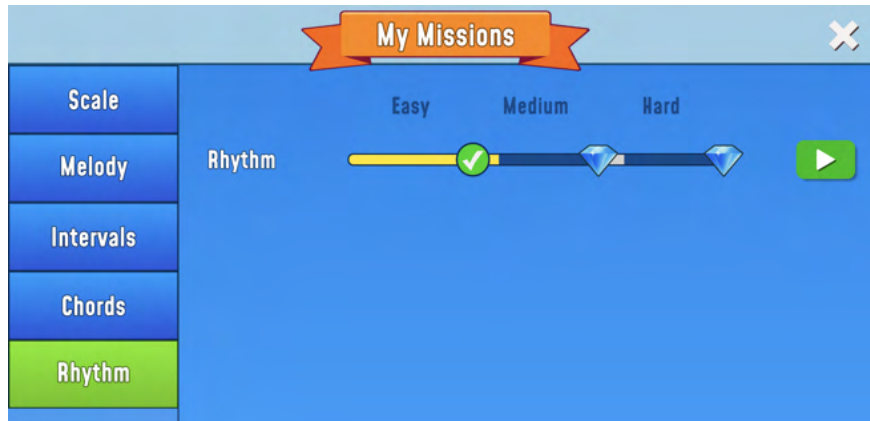 My Missions
Scale
Melody
Intervals
Chords
Rhythm
Easy Medium Hard
Rhythm